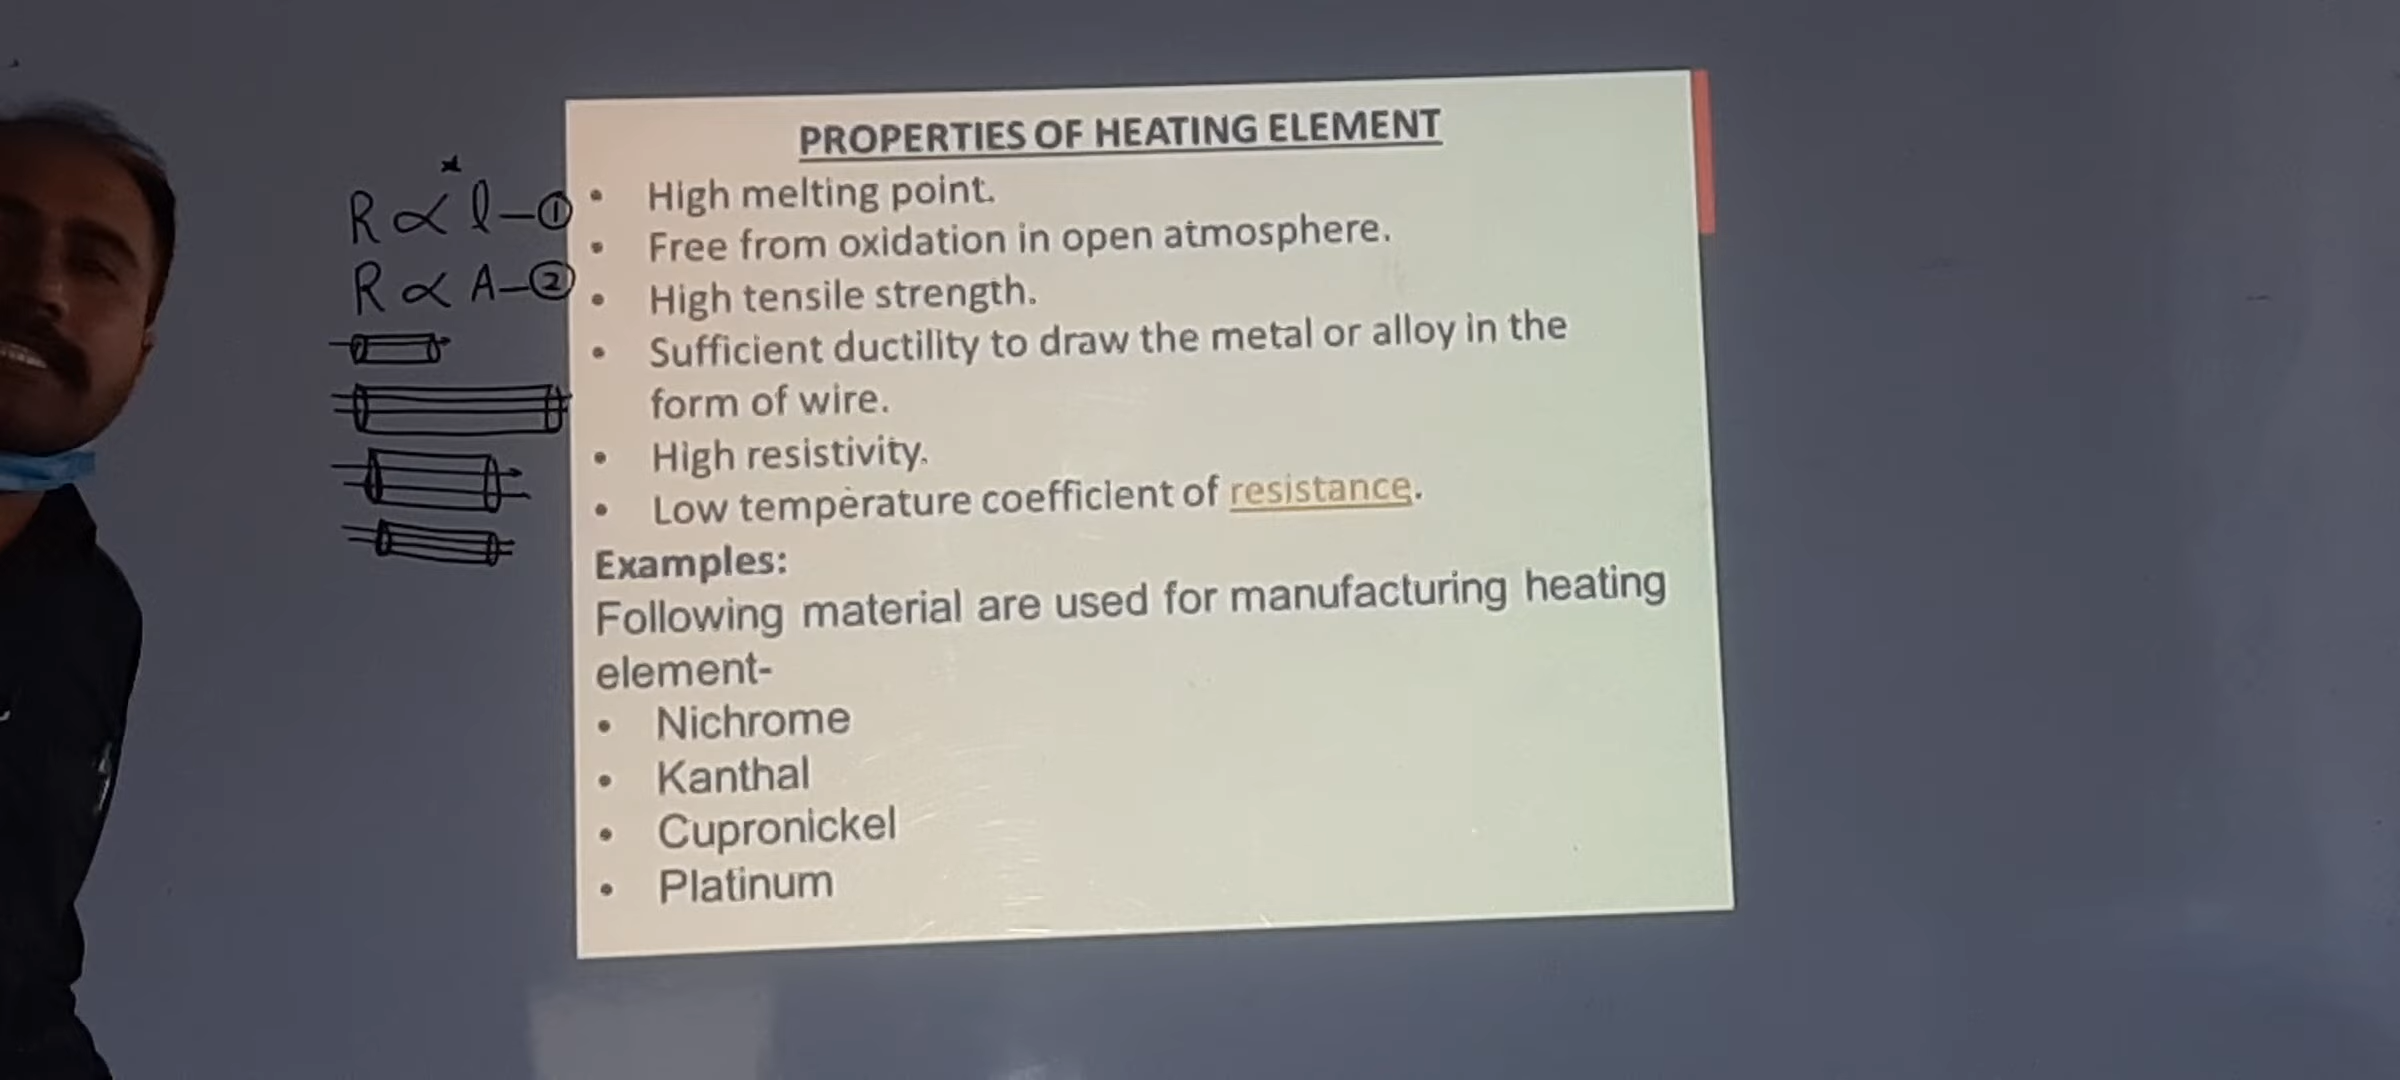 PROPERTIES OF HEATING ELEMENT
R ∝ l - ①
R ∝ A - ②
• High melting point.
• Free from oxidation in open atmosphere.
• High tensile strength.
• Sufficient ductility to draw the metal or alloy in the
form of wire.
• High resistivity.
• Low temperature coefficient of resistance.
Examples:
Following material are used for manufacturing heating
element-
• Nichrome
• Kanthal
• Cupronickel
• Platinum